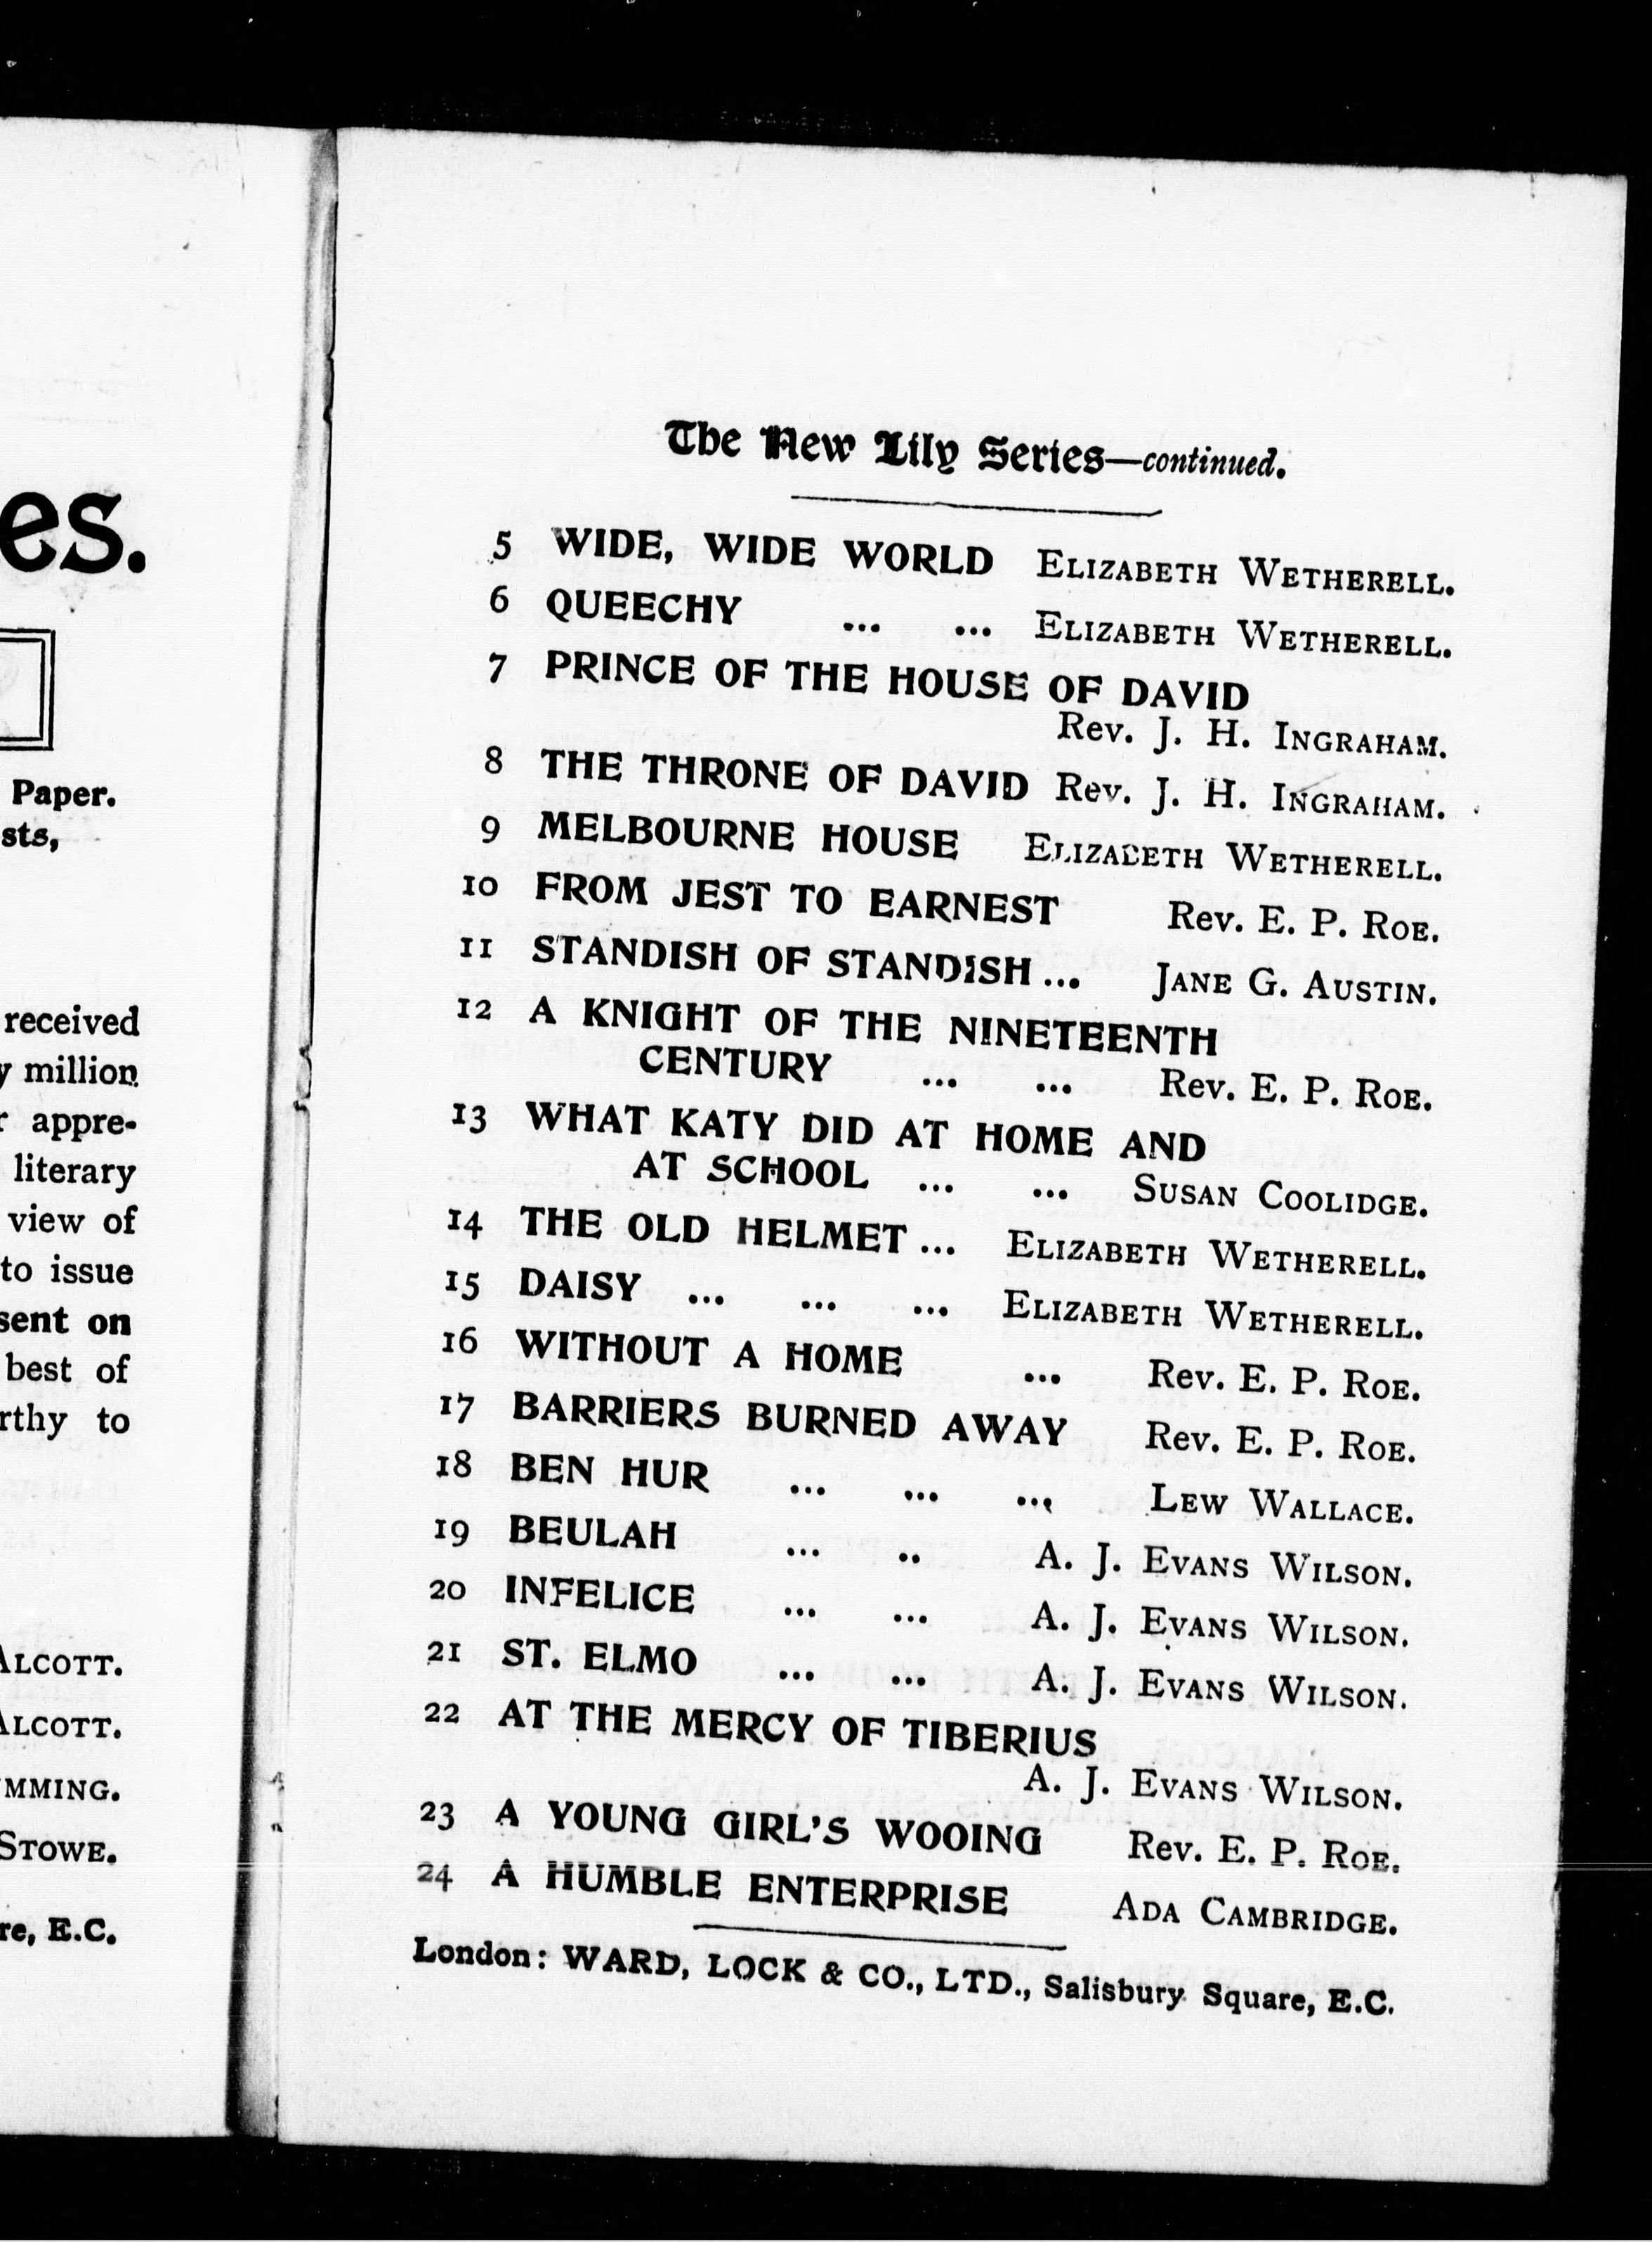 es.
Paper.
sts,
received
y million
r appre-
literary
view of
to issue
sent on
best of
rthy to
ALCOTT.
ALCOTT.
MMING.
STOWE.
re, E.C.
The New Lily Series—continued.
5 WIDE, WIDE WORLD ELIZABETH WETHERELL.
6 QUEECHY ... ... ELIZABETH WETHERELL.
7 PRINCE OF THE HOUSE OF DAVID
Rev. J. H. INGRAHAM.
8 THE THRONE OF DAVID Rev. J. H. INGRAHAM.
9 MELBOURNE HOUSE ELIZABETH WETHERELL.
10 FROM JEST TO EARNEST Rev. E. P. ROE.
11 STANDISH OF STANDISH ... JANE G. AUSTIN.
12 A KNIGHT OF THE NINETEENTH
CENTURY ... ... Rev. E. P. ROE.
13 WHAT KATY DID AT HOME AND
AT SCHOOL ... ... SUSAN COOLIDGE.
14 THE OLD HELMET ... ELIZABETH WETHERELL.
15 DAISY ... ... ... ELIZABETH WETHERELL.
16 WITHOUT A HOME ... Rev. E. P. ROE.
17 BARRIERS BURNED AWAY Rev. E. P. ROE.
18 BEN HUR ... ... ... LEW WALLACE.
19 BEULAH ... .. A. J. EVANS WILSON.
20 INFELICE ... ... A. J. EVANS WILSON.
21 ST. ELMO ... ... A. J. EVANS WILSON.
22 AT THE MERCY OF TIBERIUS
A. J. EVANS WILSON.
23 A YOUNG GIRL'S WOOING Rev. E. P. ROE.
24 A HUMBLE ENTERPRISE ADA CAMBRIDGE.
London: WARD, LOCK & CO., LTD., Salisbury Square, E.C.